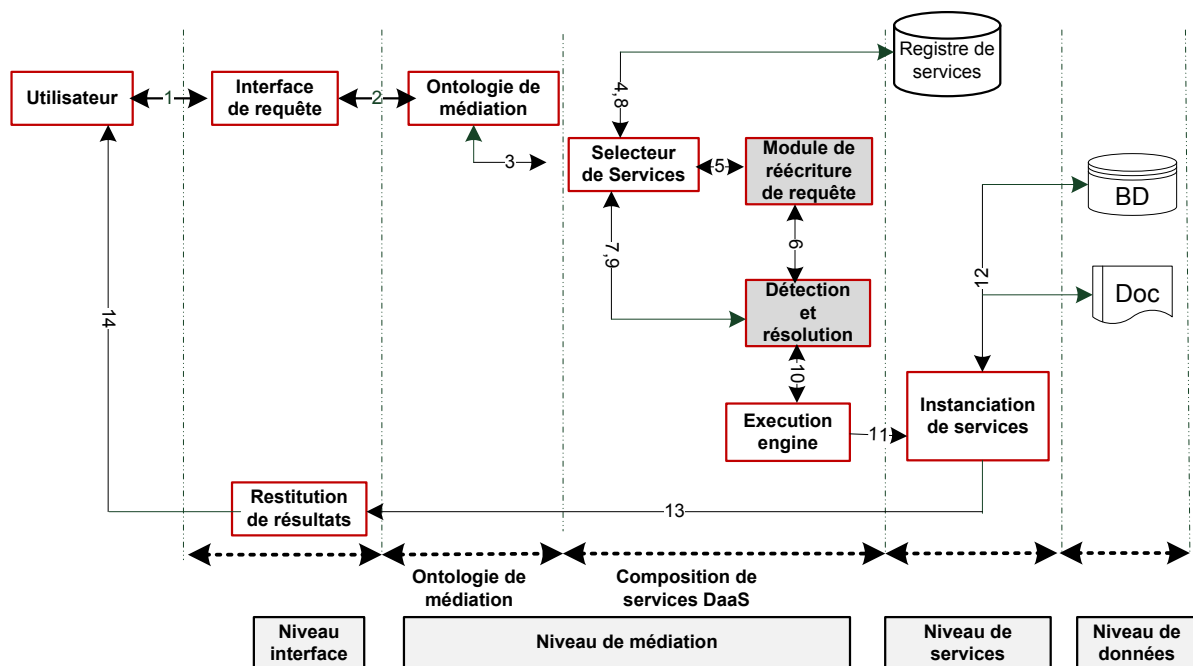 Registre de
services
Utilisateur
1
Interface
de requête
2
Ontologie de
médiation
4,8
3
Selecteur
de Services
5
Module de
réécriture
de requête
BD
7,9
6
12
Détection
et
résolution
Doc
14
10
Execution
engine
11
Instanciation
de services
Restitution
de résultats
13
Ontologie de
médiation
Composition de
services DaaS
Niveau
interface
Niveau de médiation
Niveau de
services
Niveau de
données